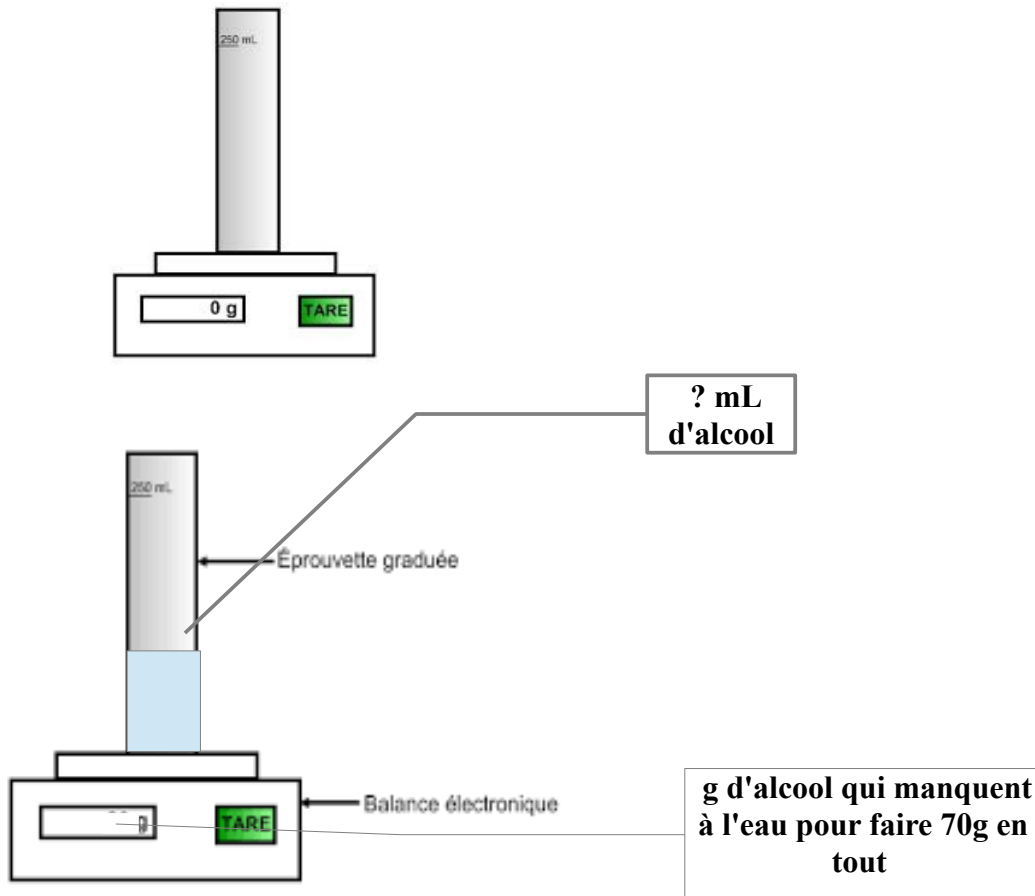 250 mL
0 g
TARE
? mL
d'alcool
250 mL
Éprouvette graduée
Balance électronique
g
TARE
g d'alcool qui manquent
à l'eau pour faire 70g en
tout